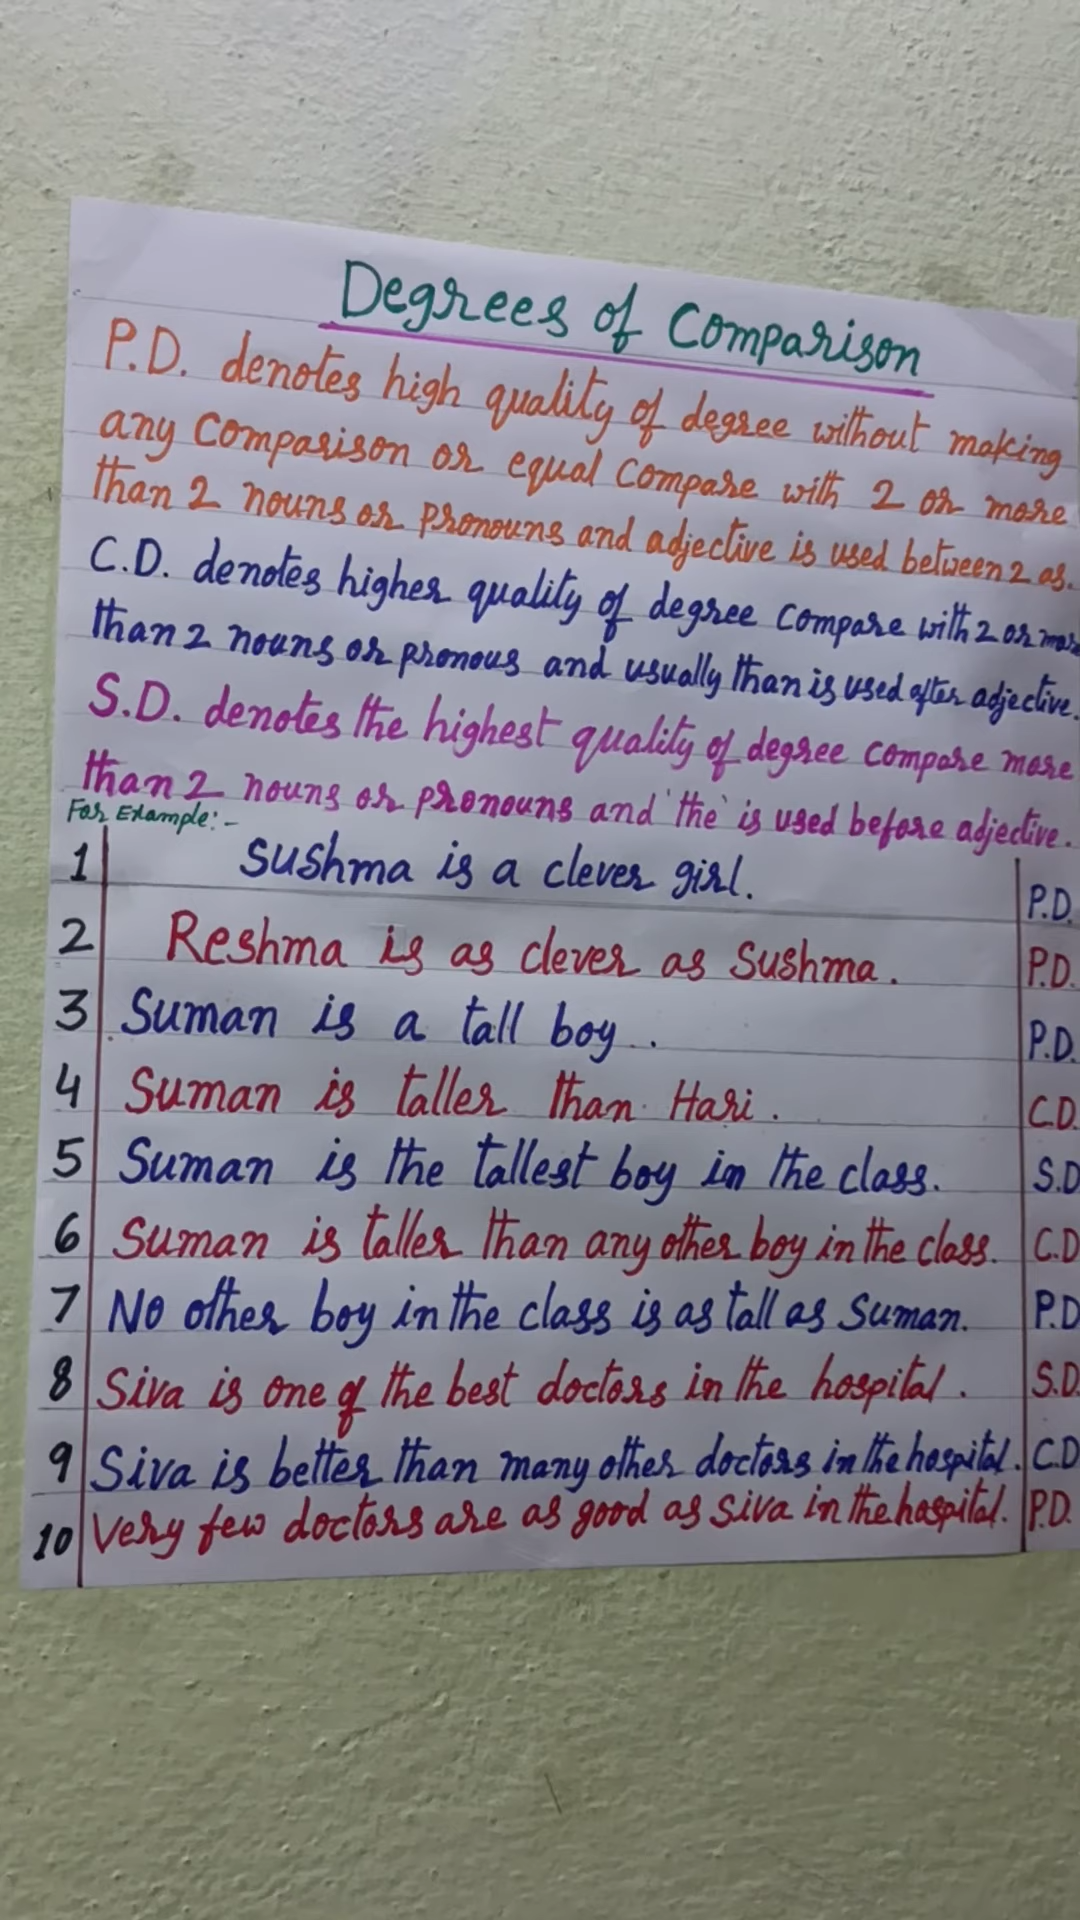 Degrees of Comparison
P.D. denotes high quality of degree without making
any Comparison or equal Compare with 2 or more
than 2 nouns or pronouns and adjective is used between 2 as.
C.D. denotes higher quality of degree Compare with 2 or more
than 2 nouns or pronous and usually than is used after adjective.
S.D. denotes the highest quality of degree Compare more
than 2 nouns or pronouns and 'the' is used before adjective.
For Example:-
1 Sushma is a clever girl. P.D.
2 Reshma is as clever as Sushma. P.D.
3 Suman is a tall boy. P.D.
4 Suman is taller than Hari. C.D.
5 Suman is the tallest boy in the class. S.D
6 Suman is taller than any other boy in the class. C.D
7 No other boy in the class is as tall as Suman. P.D
8 Siva is one of the best doctors in the hospital. S.D.
9 Siva is better than many other doctors in the hospital. C.D
10 Very few doctors are as good as Siva in the hospital. P.D.